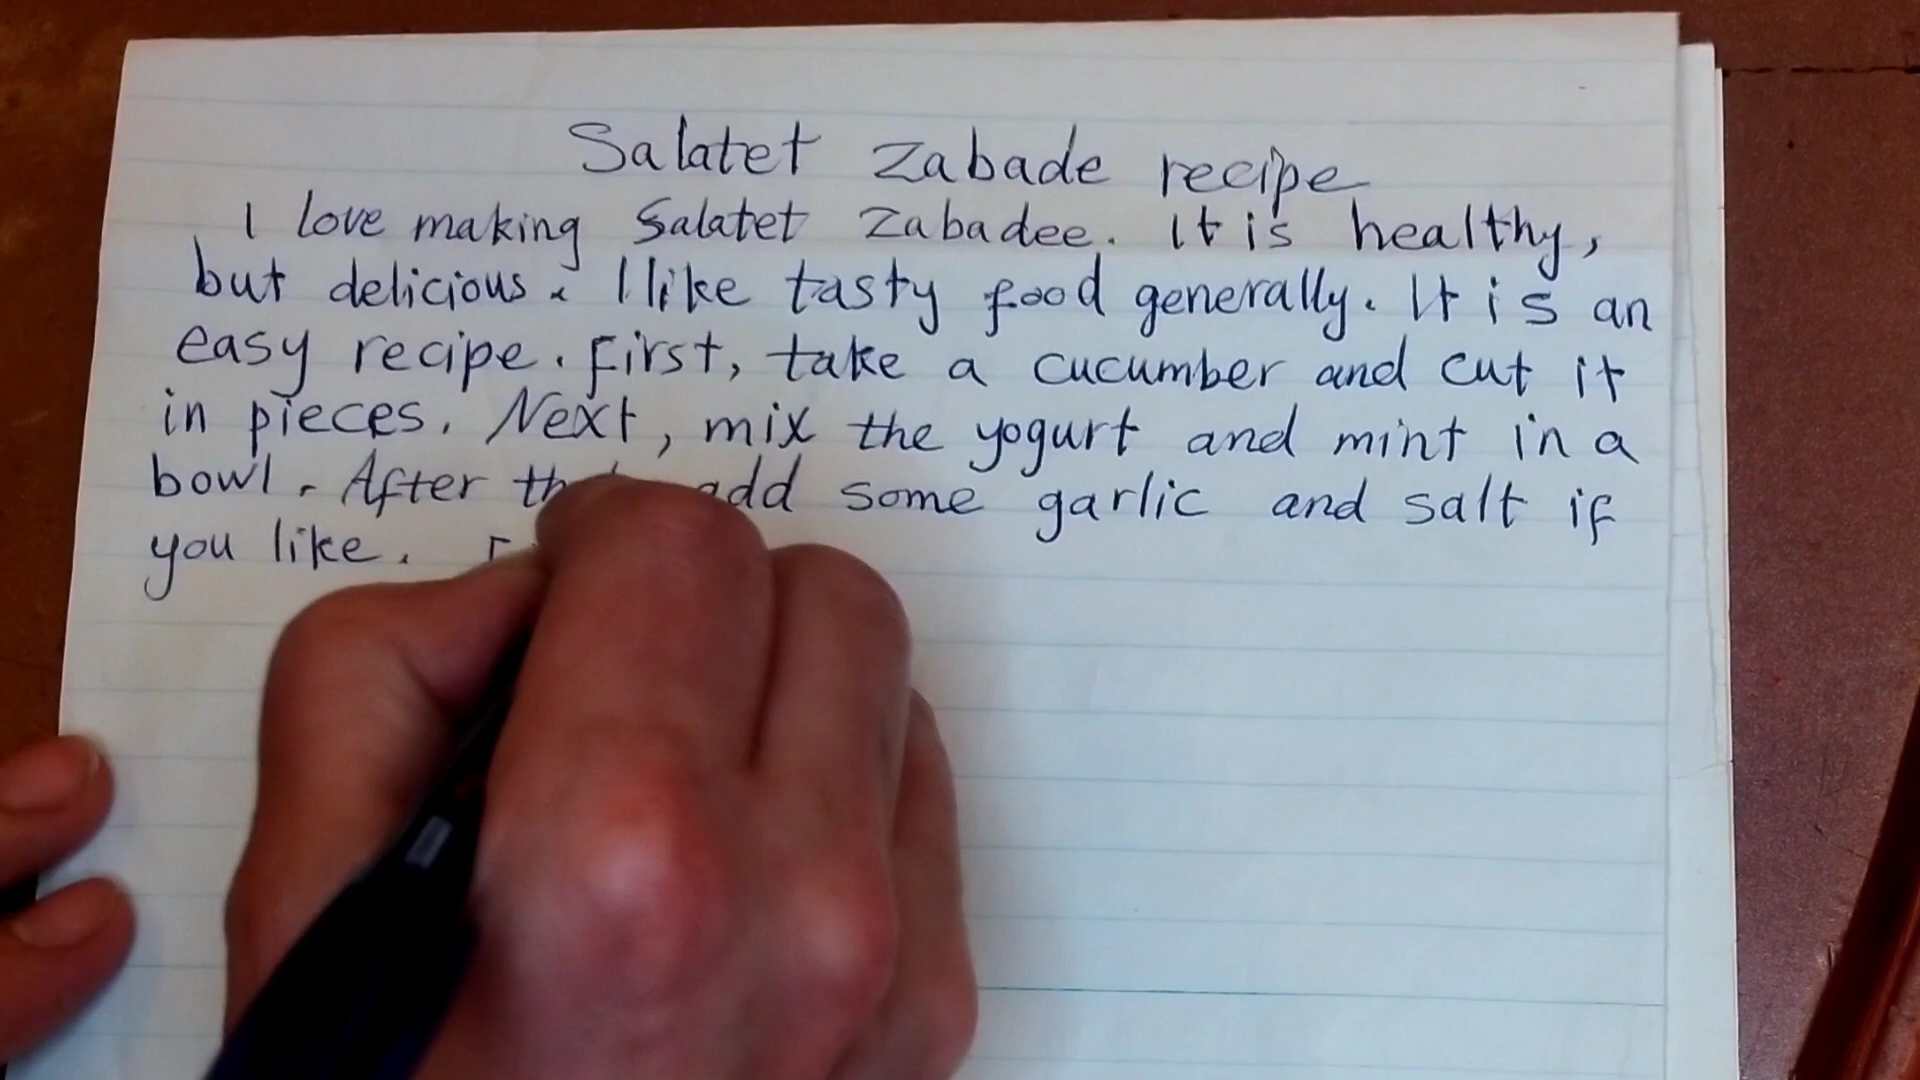 Salatet Zabade recipe
I love making Salatet Zabadee. It is healthy,
but delicious. I like tasty food generally. It is an
easy recipe. First, take a cucumber and cut it
in pieces. Next, mix the yogurt and mint in a
bowl. After add some garlic and salt if
you like.